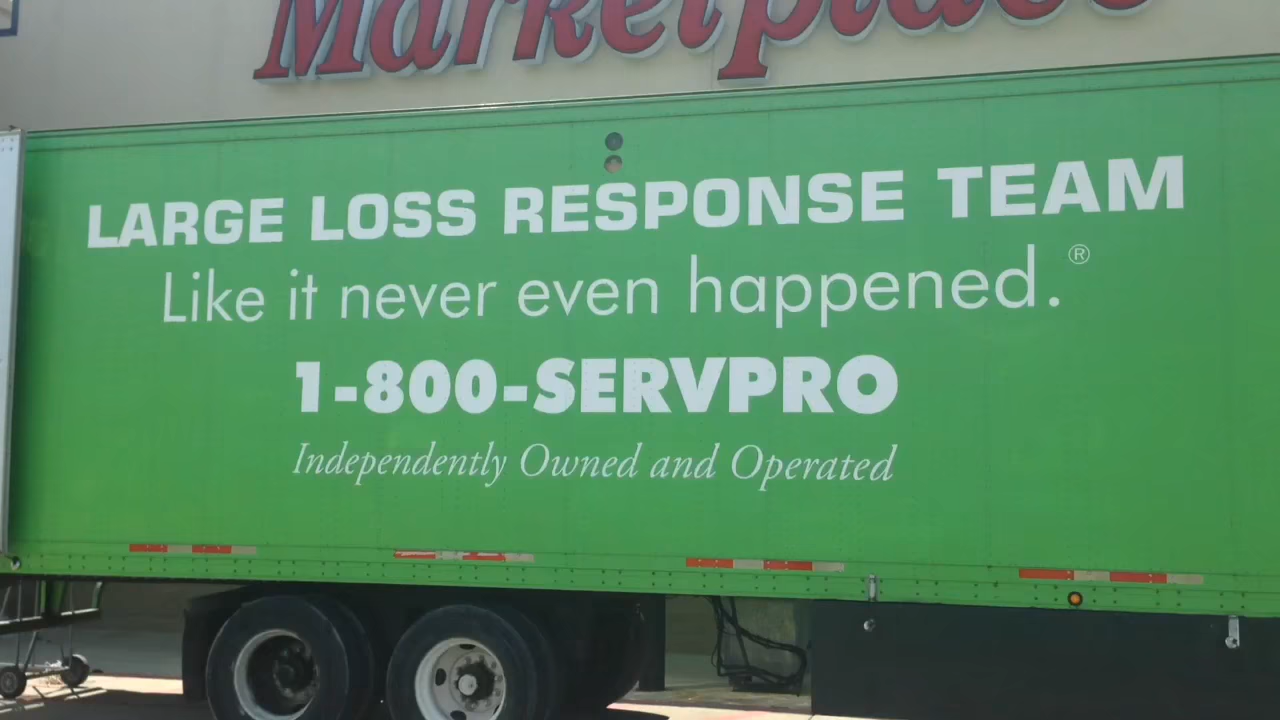 Marketplace
LARGE LOSS RESPONSE TEAM
Like it never even happened.®
1-800-SERVPRO
Independently Owned and Operated